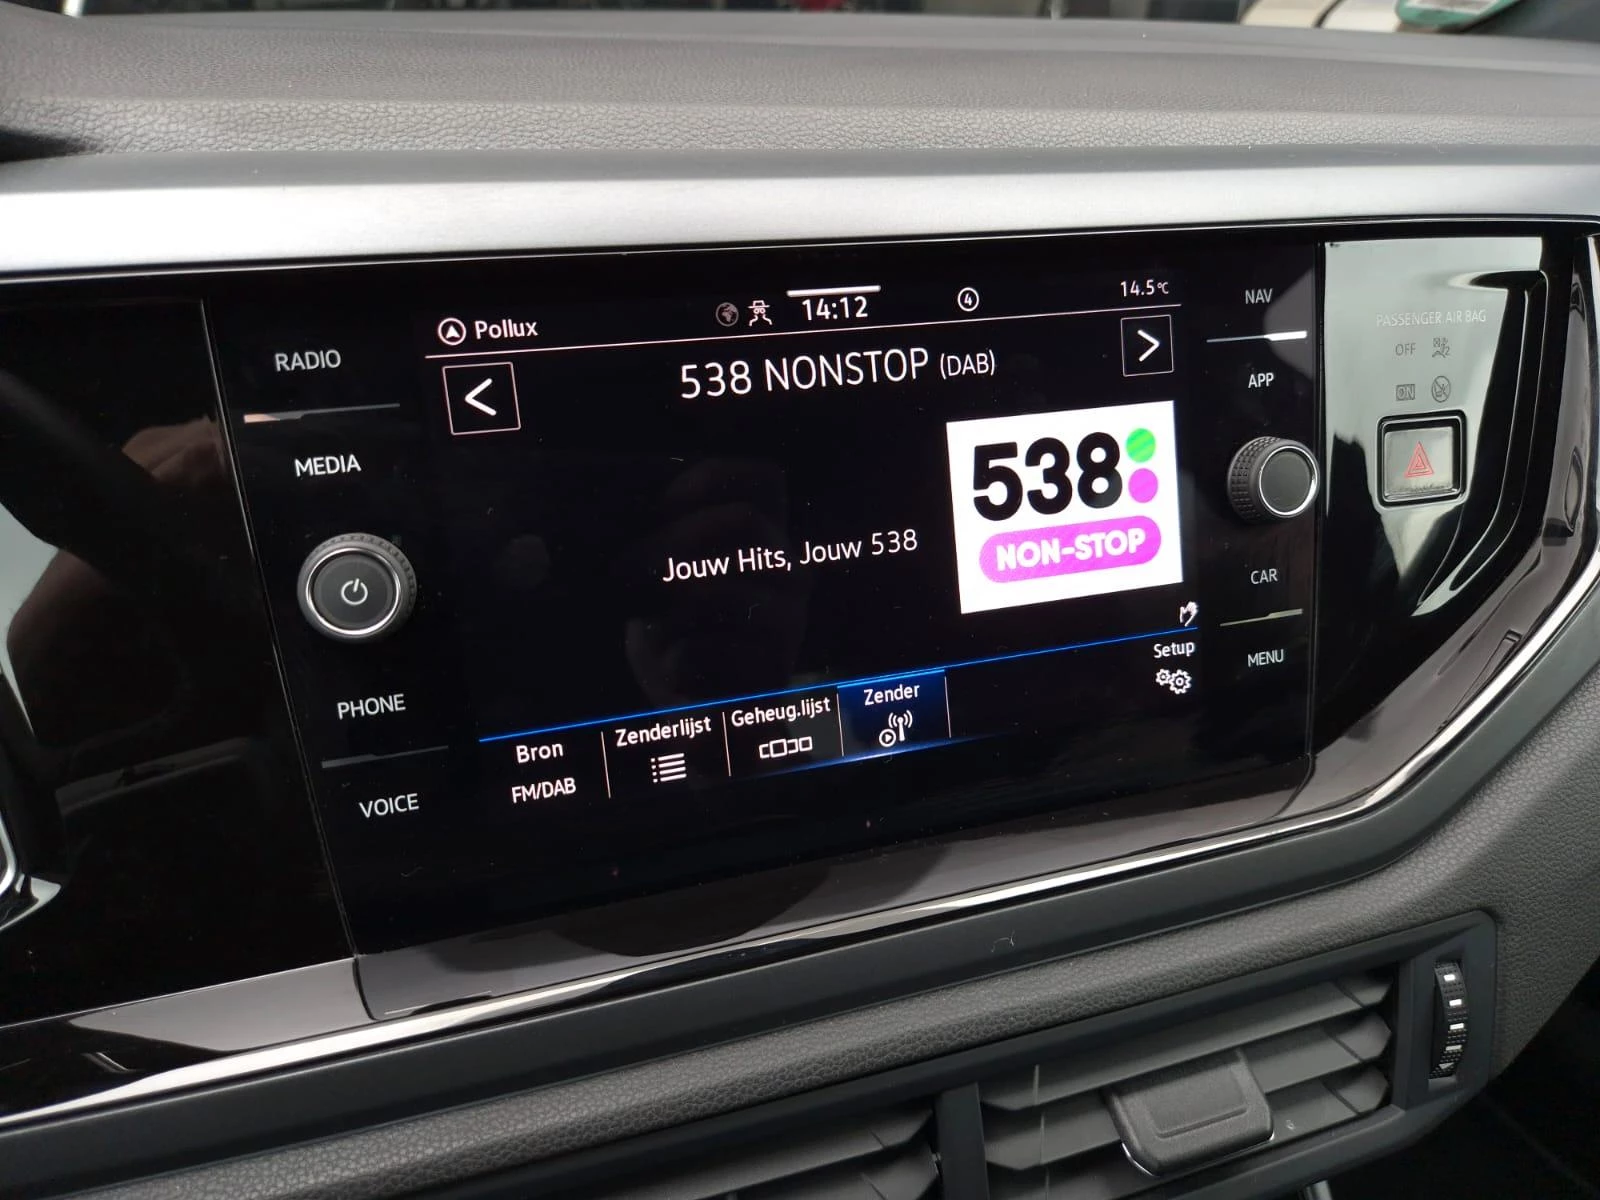 Pollux
14:12
4
14.5°C
538 NONSTOP (DAB)
Jouw Hits, Jouw 538
538
NON-STOP
Setup
Bron
FM/DAB
Zenderlijst
Geheug.lijst
Zender
RADIO
MEDIA
PHONE
VOICE
NAV
APP
CAR
MENU
PASSENGER AIR BAG
OFF
ON